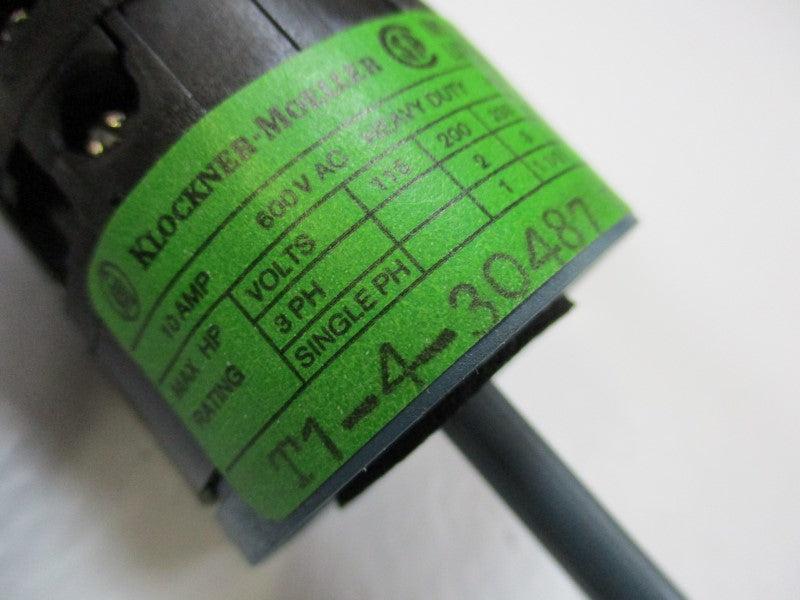 KLOCKNER-MOELLER
10 AMP 600 V AC HEAVY DUTY
MAX HP RATING
VOLTS 115 200
3 PH 2
SINGLE PH 1
T1-4-30487